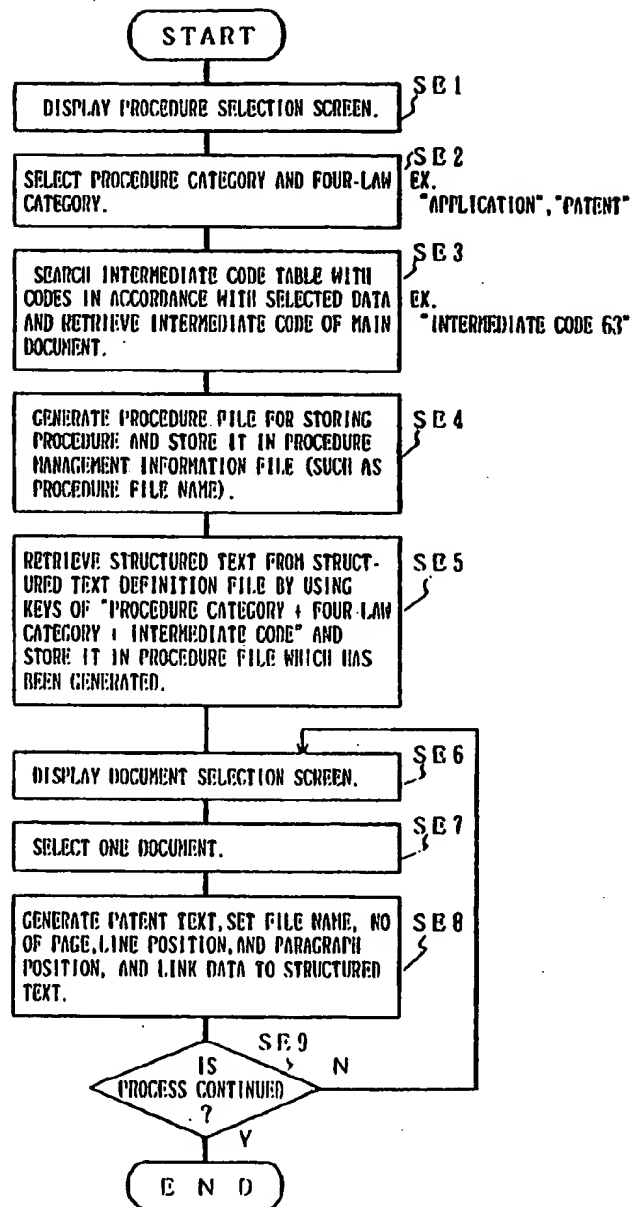 START
SE1
DISPLAY PROCEDURE SELECTION SCREEN.
SE2
SELECT PROCEDURE CATEGORY AND FOUR-LAW
CATEGORY.
EX.
"APPLICATION", "PATENT"
SE3
SEARCH INTERMEDIATE CODE TABLE WITH
CODES IN ACCORDANCE WITH SELECTED DATA
AND RETRIEVE INTERMEDIATE CODE OF MAIN
DOCUMENT.
EX.
"INTERMEDIATE CODE 63"
SE4
GENERATE PROCEDURE FILE FOR STORING
PROCEDURE AND STORE IT IN PROCEDURE
MANAGEMENT INFORMATION FILE (SUCH AS
PROCEDURE FILE NAME).
SE5
RETRIEVE STRUCTURED TEXT FROM STRUCT-
URED TEXT DEFINITION FILE BY USING
KEYS OF "PROCEDURE CATEGORY + FOUR-LAW
CATEGORY + INTERMEDIATE CODE" AND
STORE IT IN PROCEDURE FILE WHICH HAS
BEEN GENERATED.
SE6
DISPLAY DOCUMENT SELECTION SCREEN.
SE7
SELECT ONE DOCUMENT.
SE8
GENERATE PATENT TEXT, SET FILE NAME, NO
OF PAGE, LINE POSITION, AND PARAGRAPH
POSITION, AND LINK DATA TO STRUCTURED
TEXT.
SE9
IS
PROCESS CONTINUED
?
N
Y
END